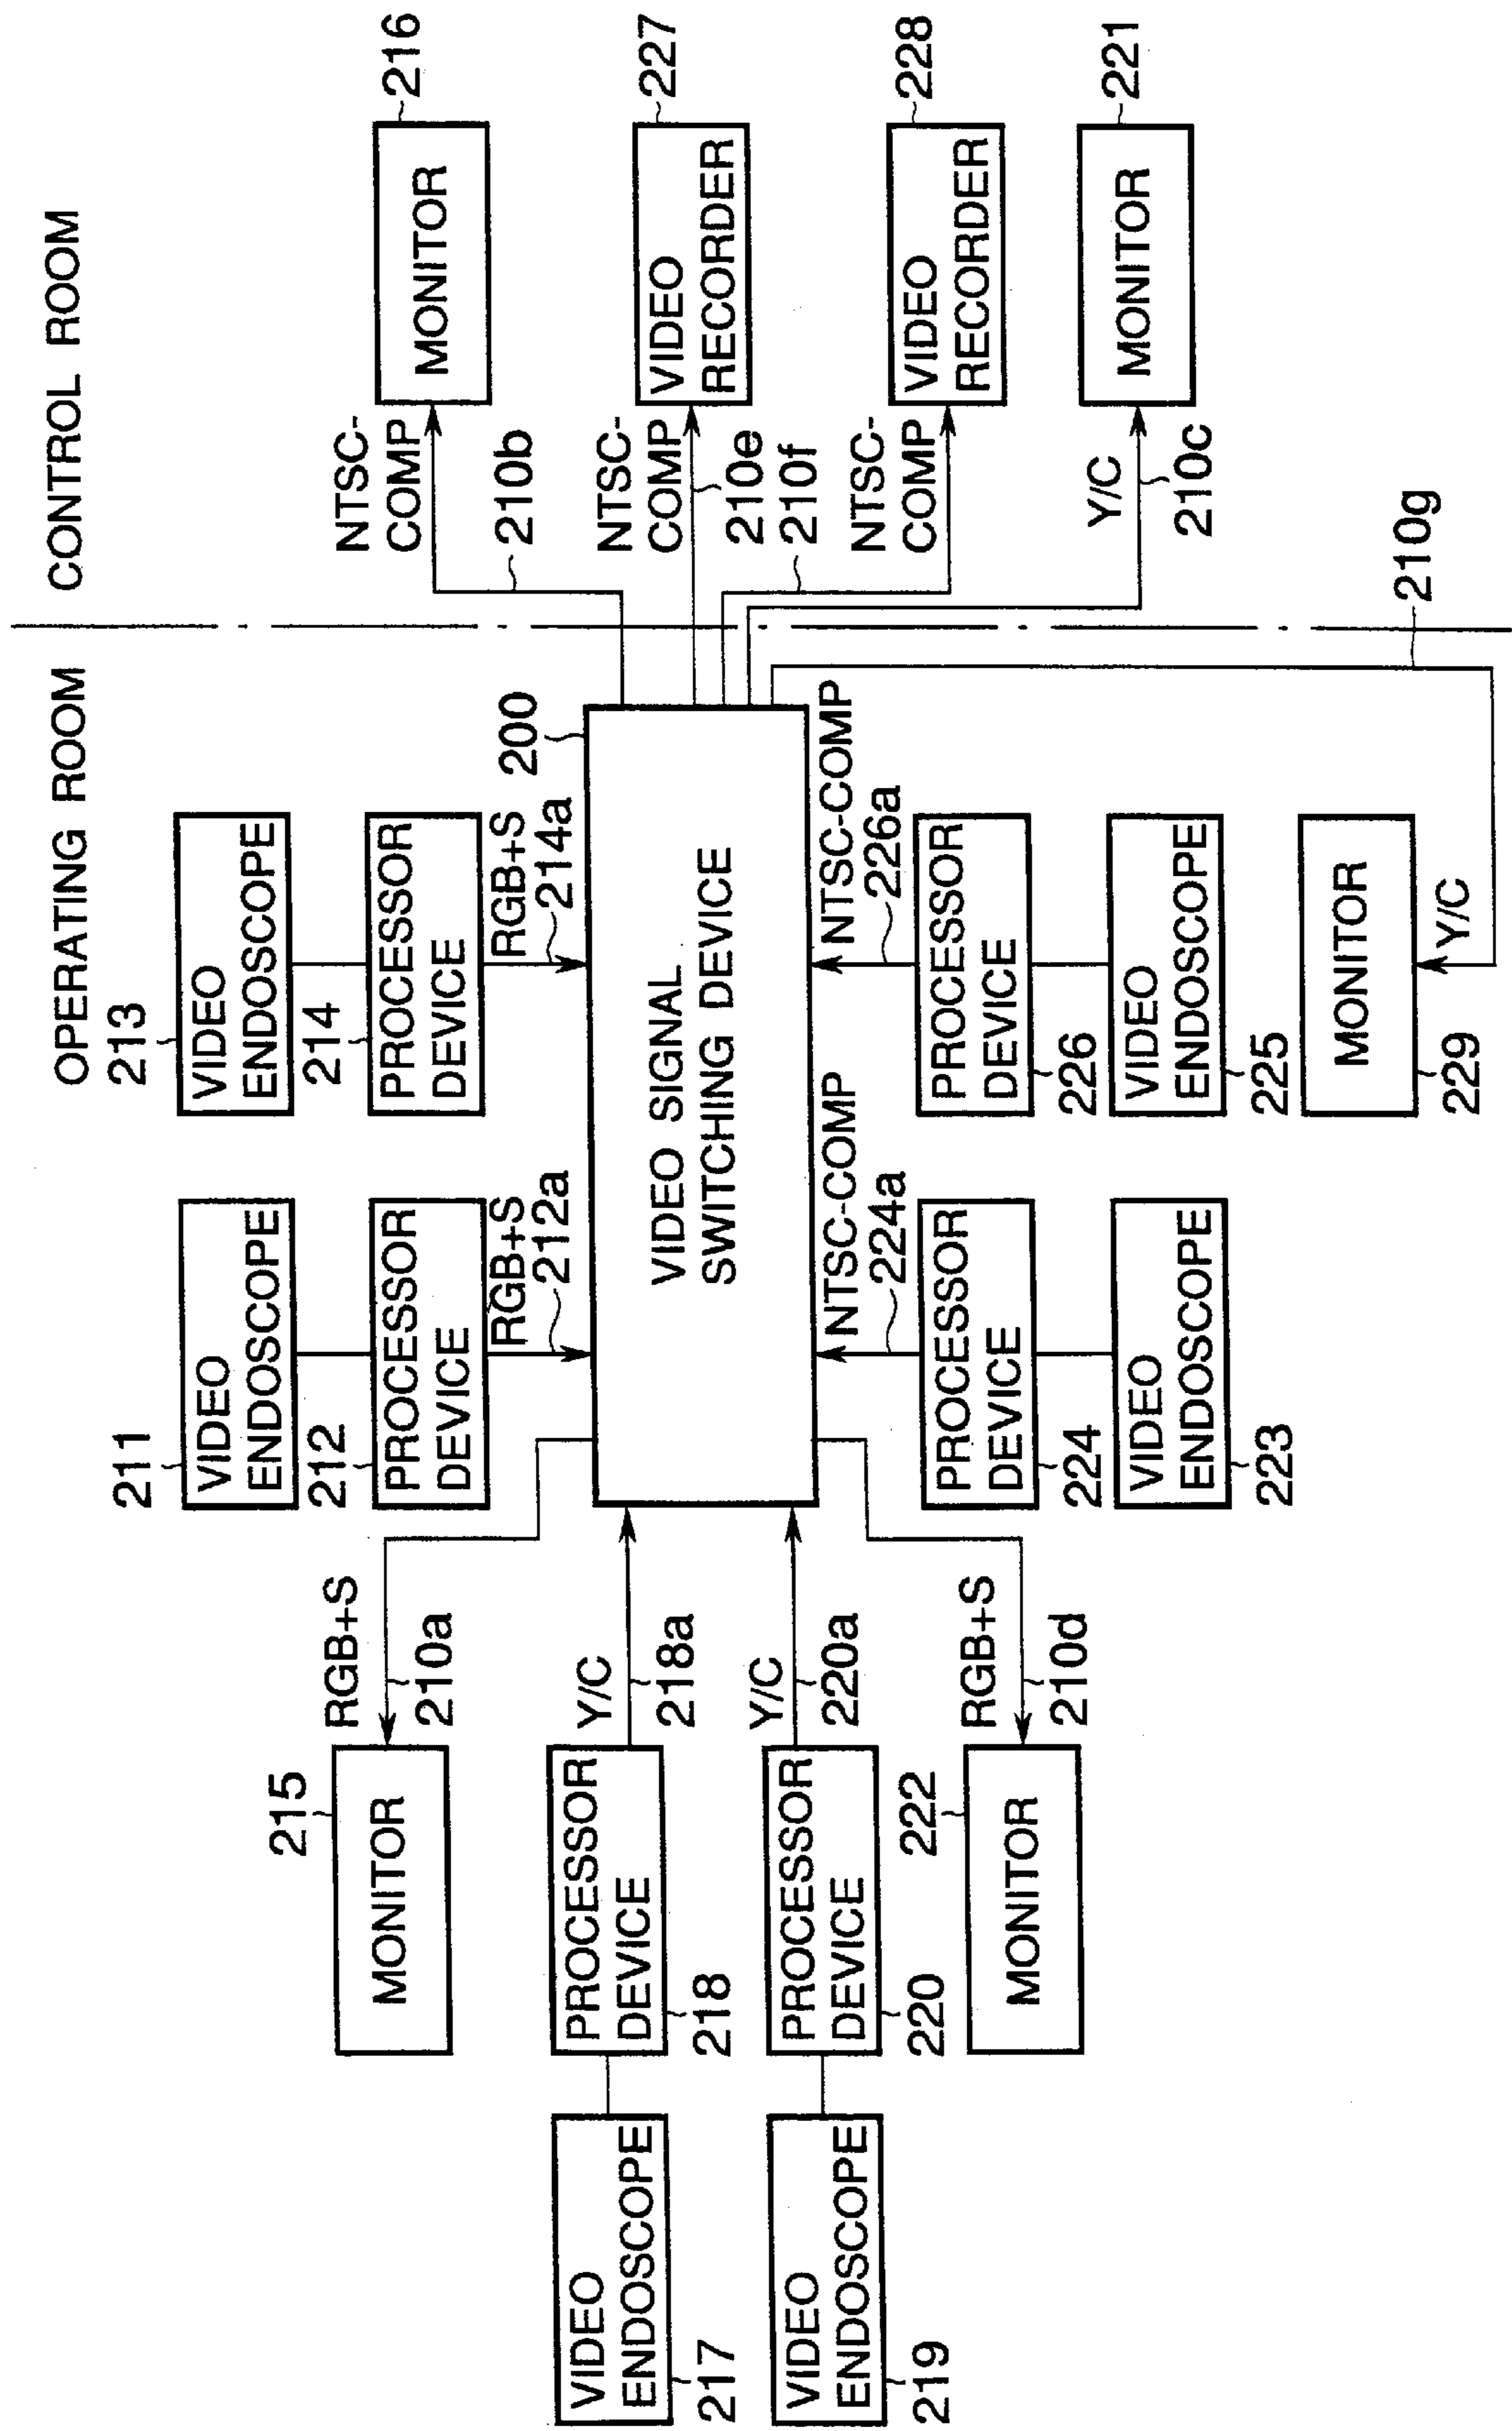 OPERATING ROOM
CONTROL ROOM
211
VIDEO
ENDOSCOPE
213
VIDEO
ENDOSCOPE
212
PROCESSOR
DEVICE
214
PROCESSOR
DEVICE
RGB+S
212a
RGB+S
214a
200
VIDEO SIGNAL
SWITCHING DEVICE
215
MONITOR
RGB+S
210a
217
VIDEO
ENDOSCOPE
218
PROCESSOR
DEVICE
Y/C
218a
219
VIDEO
ENDOSCOPE
220
PROCESSOR
DEVICE
Y/C
220a
222
MONITOR
RGB+S
210d
NTSC-COMP
224a
PROCESSOR
DEVICE
224
VIDEO
ENDOSCOPE
223
NTSC-COMP
226a
PROCESSOR
DEVICE
226
VIDEO
ENDOSCOPE
225
MONITOR
229
Y/C
210g
NTSC-
COMP
210b
MONITOR
216
NTSC-
COMP
210e
VIDEO
RECORDER
227
210f
NTSC-
COMP
VIDEO
RECORDER
228
Y/C
210c
MONITOR
221